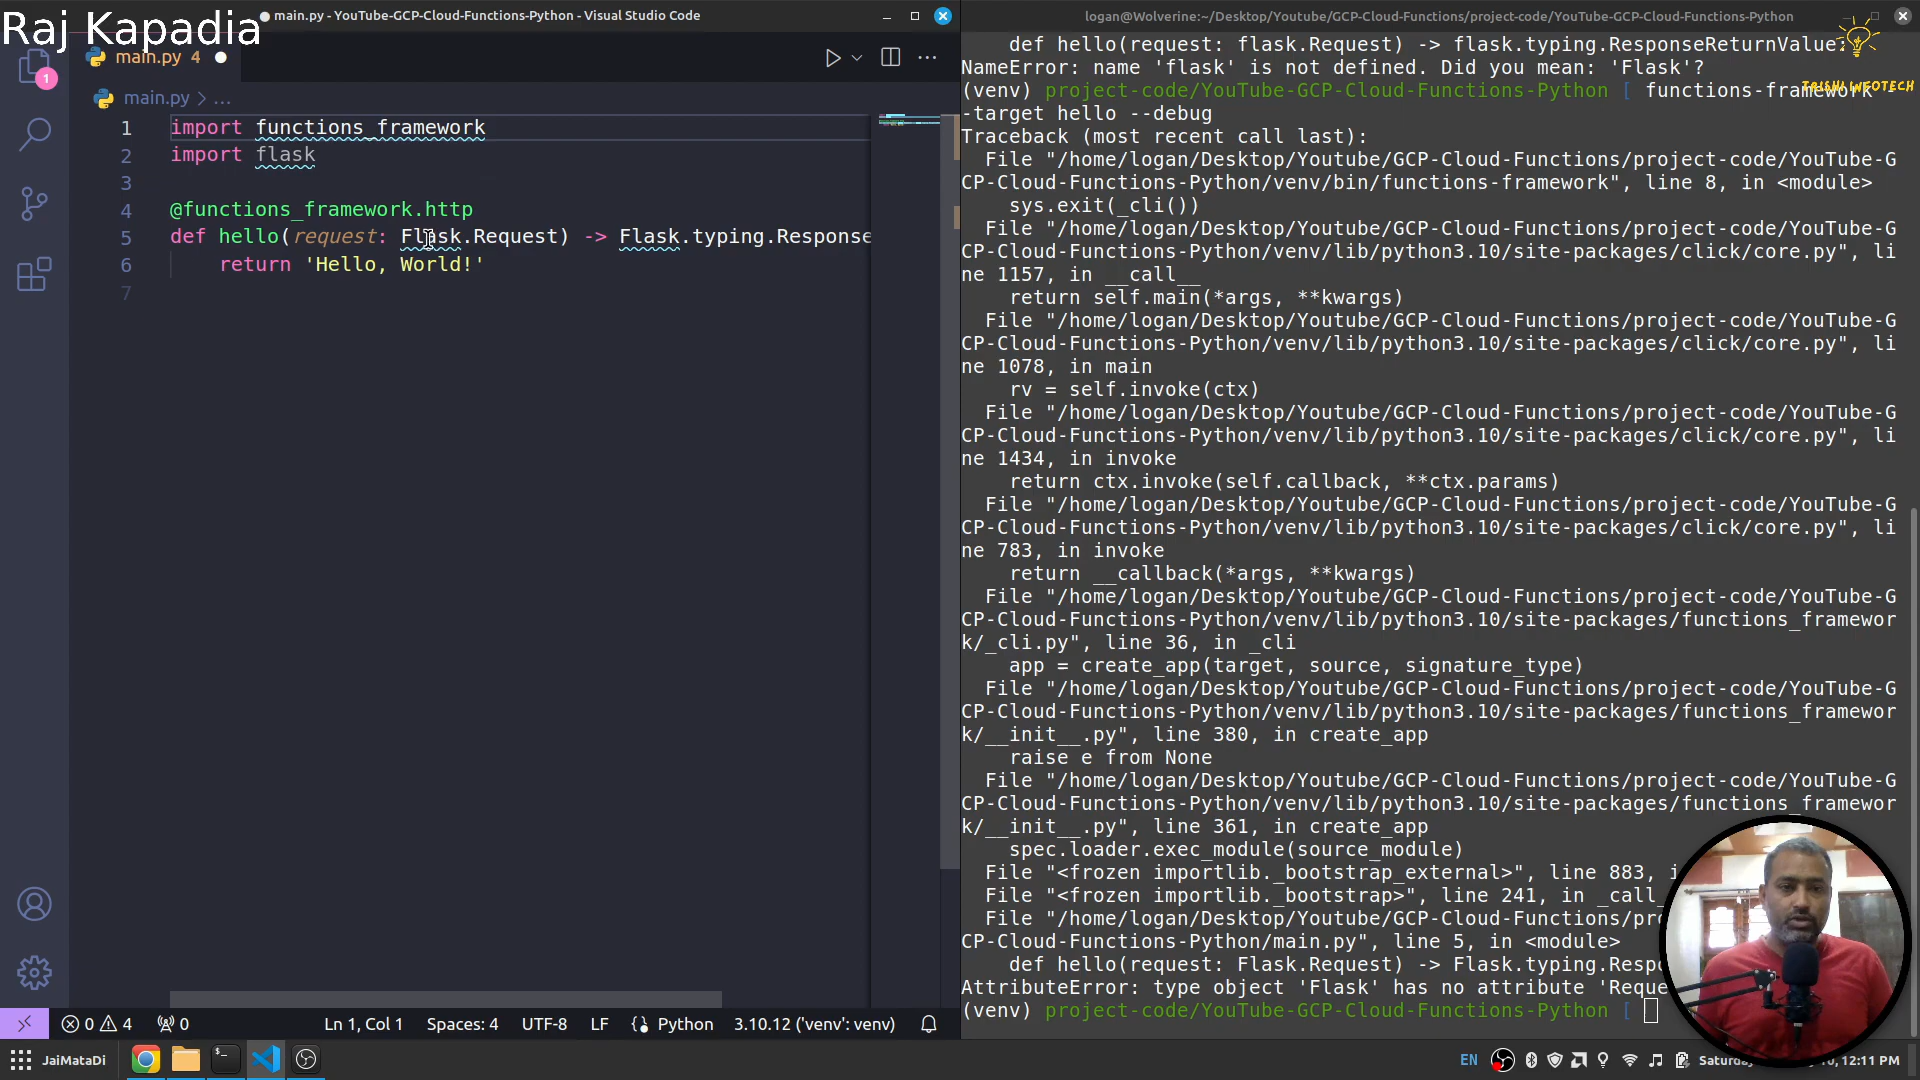 Raj Kapadia
main.py - YouTube-GCP-Cloud-Functions-Python - Visual Studio Code
main.py 4
main.py > ...
1 import functions_framework
2 import flask
3
4 @functions_framework.http
5 def hello(request: Flask.Request) -> Flask.typing.Response
6 return 'Hello, World!'
7
1
0 4 0
Ln 1, Col 1 Spaces: 4 UTF-8 LF Python 3.10.12 ('venv': venv)
logan@Wolverine:~/Desktop/Youtube/GCP-Cloud-Functions/project-code/YouTube-GCP-Cloud-Functions-Python
def hello(request: flask.Request) -> flask.typing.ResponseReturnValue:
NameError: name 'flask' is not defined. Did you mean: 'Flask'?
(venv) project-code/YouTube-GCP-Cloud-Functions-Python [ functions-framework -
-target hello --debug
Traceback (most recent call last):
File "/home/logan/Desktop/Youtube/GCP-Cloud-Functions/project-code/YouTube-G
CP-Cloud-Functions-Python/venv/bin/functions-framework", line 8, in <module>
sys.exit(_cli())
File "/home/logan/Desktop/Youtube/GCP-Cloud-Functions/project-code/YouTube-G
CP-Cloud-Functions-Python/venv/lib/python3.10/site-packages/click/core.py", li
ne 1157, in __call__
return self.main(*args, **kwargs)
File "/home/logan/Desktop/Youtube/GCP-Cloud-Functions/project-code/YouTube-G
CP-Cloud-Functions-Python/venv/lib/python3.10/site-packages/click/core.py", li
ne 1078, in main
rv = self.invoke(ctx)
File "/home/logan/Desktop/Youtube/GCP-Cloud-Functions/project-code/YouTube-G
CP-Cloud-Functions-Python/venv/lib/python3.10/site-packages/click/core.py", li
ne 1434, in invoke
return ctx.invoke(self.callback, **ctx.params)
File "/home/logan/Desktop/Youtube/GCP-Cloud-Functions/project-code/YouTube-G
CP-Cloud-Functions-Python/venv/lib/python3.10/site-packages/click/core.py", li
ne 783, in invoke
return __callback(*args, **kwargs)
File "/home/logan/Desktop/Youtube/GCP-Cloud-Functions/project-code/YouTube-G
CP-Cloud-Functions-Python/venv/lib/python3.10/site-packages/functions_framewor
k/_cli.py", line 36, in _cli
app = create_app(target, source, signature_type)
File "/home/logan/Desktop/Youtube/GCP-Cloud-Functions/project-code/YouTube-G
CP-Cloud-Functions-Python/venv/lib/python3.10/site-packages/functions_framewor
k/__init__.py", line 380, in create_app
raise e from None
File "/home/logan/Desktop/Youtube/GCP-Cloud-Functions/project-code/YouTube-G
CP-Cloud-Functions-Python/venv/lib/python3.10/site-packages/functions_framewor
k/__init__.py", line 361, in create_app
spec.loader.exec_module(source_module)
File "<frozen importlib._bootstrap_external>", line 883, i
File "<frozen importlib._bootstrap>", line 241, in _call_
File "/home/logan/Desktop/Youtube/GCP-Cloud-Functions/pro
CP-Cloud-Functions-Python/main.py", line 5, in <module>
def hello(request: Flask.Request) -> Flask.typing.Resp
AttributeError: type object 'Flask' has no attribute 'Reque
(venv) project-code/YouTube-GCP-Cloud-Functions-Python [
JaiMataDi
EN
12:11 PM